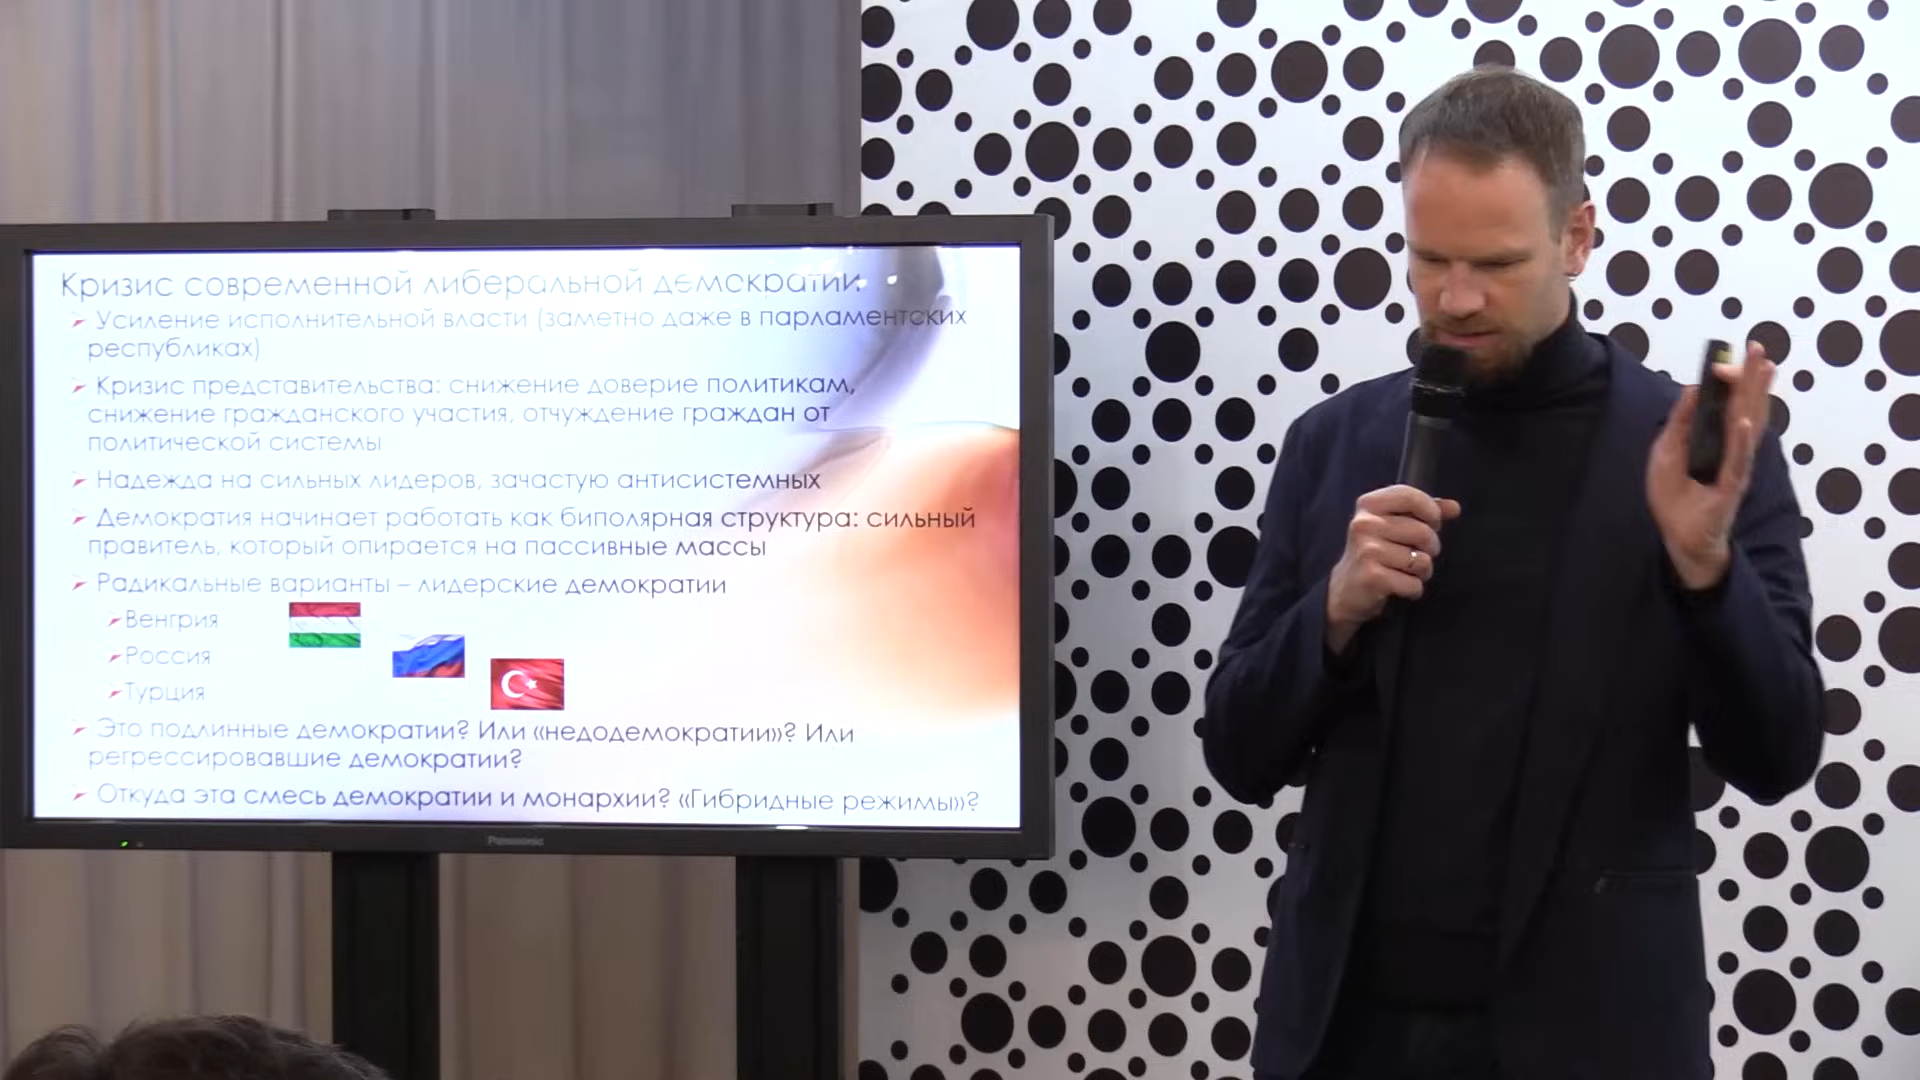 Кризис современной либеральной демократии
Усиление исполнительной власти (заметно даже в парламентских
республиках)
Кризис представительства: снижение доверие политикам,
снижение гражданского участия, отчуждение граждан от
политической системы
Надежда на сильных лидеров, зачастую антисистемных
Демократия начинает работать как биполярная структура: сильный
правитель, который опирается на пассивные массы
Радикальные варианты – лидерские демократии
Венгрия
Россия
Турция
Это подлинные демократии? Или «недодемократии»? Или
регрессировавшие демократии?
Откуда эта смесь демократии и монархии? «Гибридные режимы»?
Panasonic